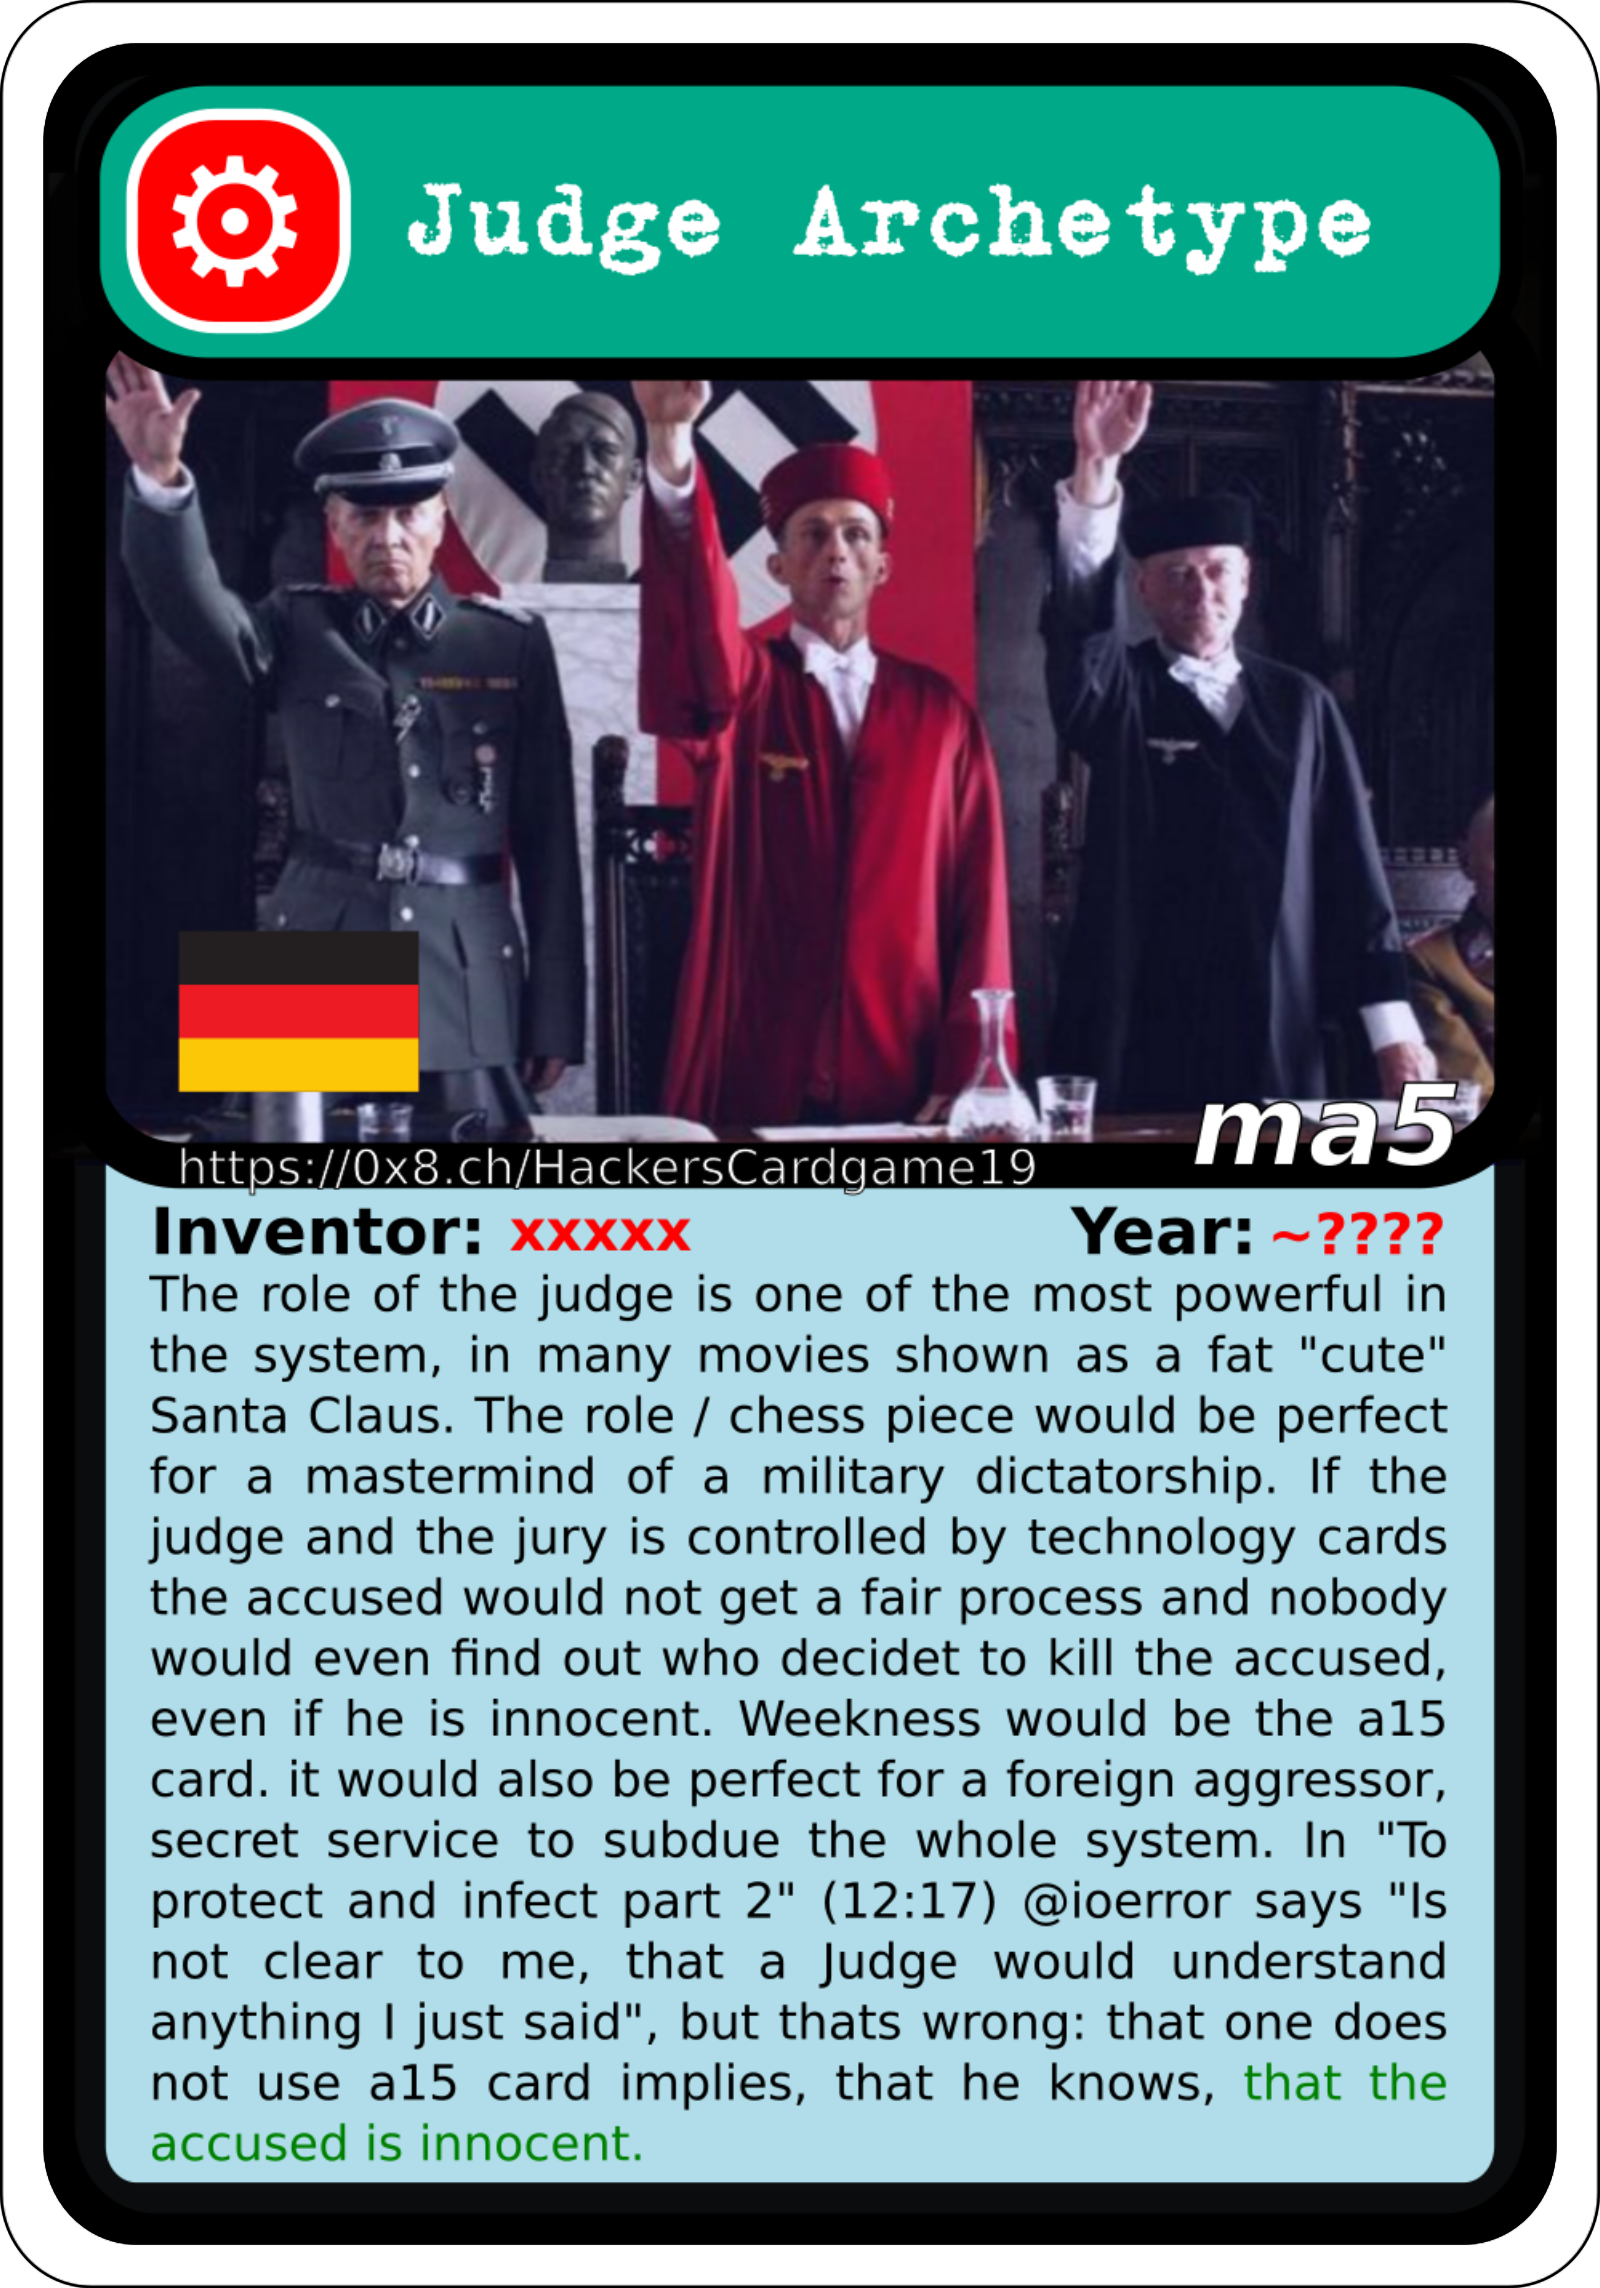 Judge Archetype
https://0x8.ch/HackersCardgame19
ma5
Inventor: xxxxx Year: ~????
The role of the judge is one of the most powerful in
the system, in many movies shown as a fat "cute"
Santa Claus. The role / chess piece would be perfect
for a mastermind of a military dictatorship. If the
judge and the jury is controlled by technology cards
the accused would not get a fair process and nobody
would even find out who decidet to kill the accused,
even if he is innocent. Weekness would be the a15
card. it would also be perfect for a foreign aggressor,
secret service to subdue the whole system. In "To
protect and infect part 2" (12:17) @ioerror says "Is
not clear to me, that a Judge would understand
anything I just said", but thats wrong: that one does
not use a15 card implies, that he knows, that the
accused is innocent.